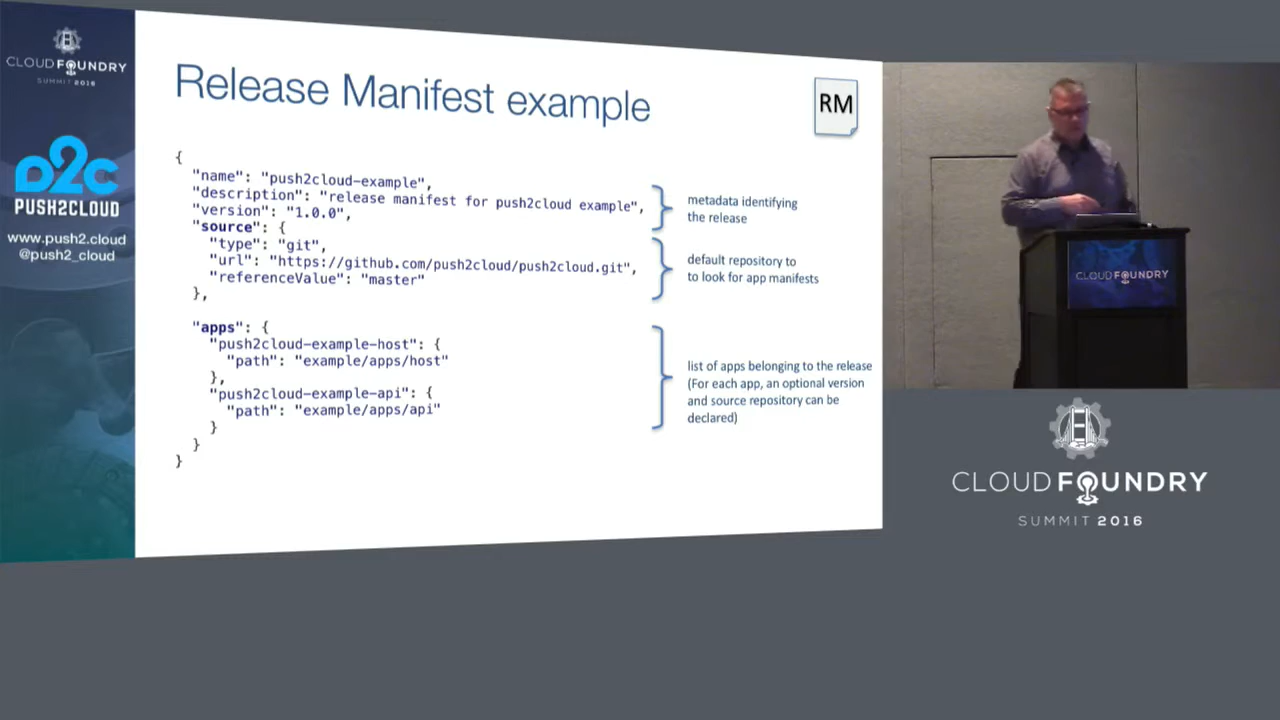 CLOUD FOUNDRY
SUMMIT 2016
p2c
PUSH2CLOUD
www.push2.cloud
@push2_cloud
Release Manifest example
RM
{
"name": "push2cloud-example",
"description": "release manifest for push2cloud example",
"version": "1.0.0",
"source": {
"type": "git",
"url": "https://github.com/push2cloud/push2cloud.git",
"referenceValue": "master"
},
"apps": {
"push2cloud-example-host": {
"path": "example/apps/host"
},
"push2cloud-example-api": {
"path": "example/apps/api"
}
}
}
metadata identifying
the release
default repository to
to look for app manifests
list of apps belonging to the release
(For each app, an optional version
and source repository can be
declared)
CLOUD FOUNDRY
CLOUD FOUNDRY
SUMMIT 2016